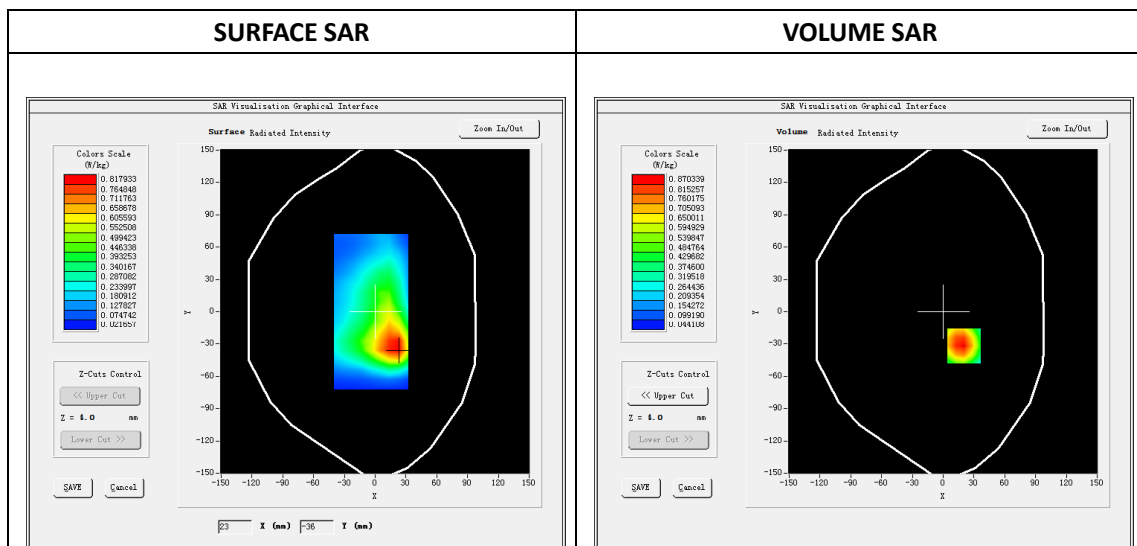 SURFACE SAR
VOLUME SAR
SAR Visualisation Graphical Interface
Surface Radiated Intensity
Zoom In/Out
Colors Scale
(W/kg)
0.817933
0.764848
0.711763
0.658678
0.605593
0.552508
0.499423
0.446338
0.393253
0.340167
0.287082
0.233997
0.180912
0.127827
0.074742
0.021657
150
120
90
60
30
0
-30
-60
-90
-120
-150
Y
-150 -120 -90 -60 -30 0 30 60 90 120 150
X
Z-Cuts Control
<< Upper Cut
Z = 4.0 mm
Lower Cut >>
SAVE Cancel
23 X (mm) -36 Y (mm)
SAR Visualisation Graphical Interface
Volume Radiated Intensity
Zoom In/Out
Colors Scale
(W/kg)
0.870339
0.815257
0.760175
0.705093
0.650011
0.594929
0.539847
0.484764
0.429682
0.374600
0.319518
0.264436
0.209354
0.154272
0.099190
0.044108
150
120
90
60
30
0
-30
-60
-90
-120
-150
Y
-150 -120 -90 -60 -30 0 30 60 90 120 150
X
Z-Cuts Control
<< Upper Cut
Z = 4.0 mm
Lower Cut >>
SAVE Cancel